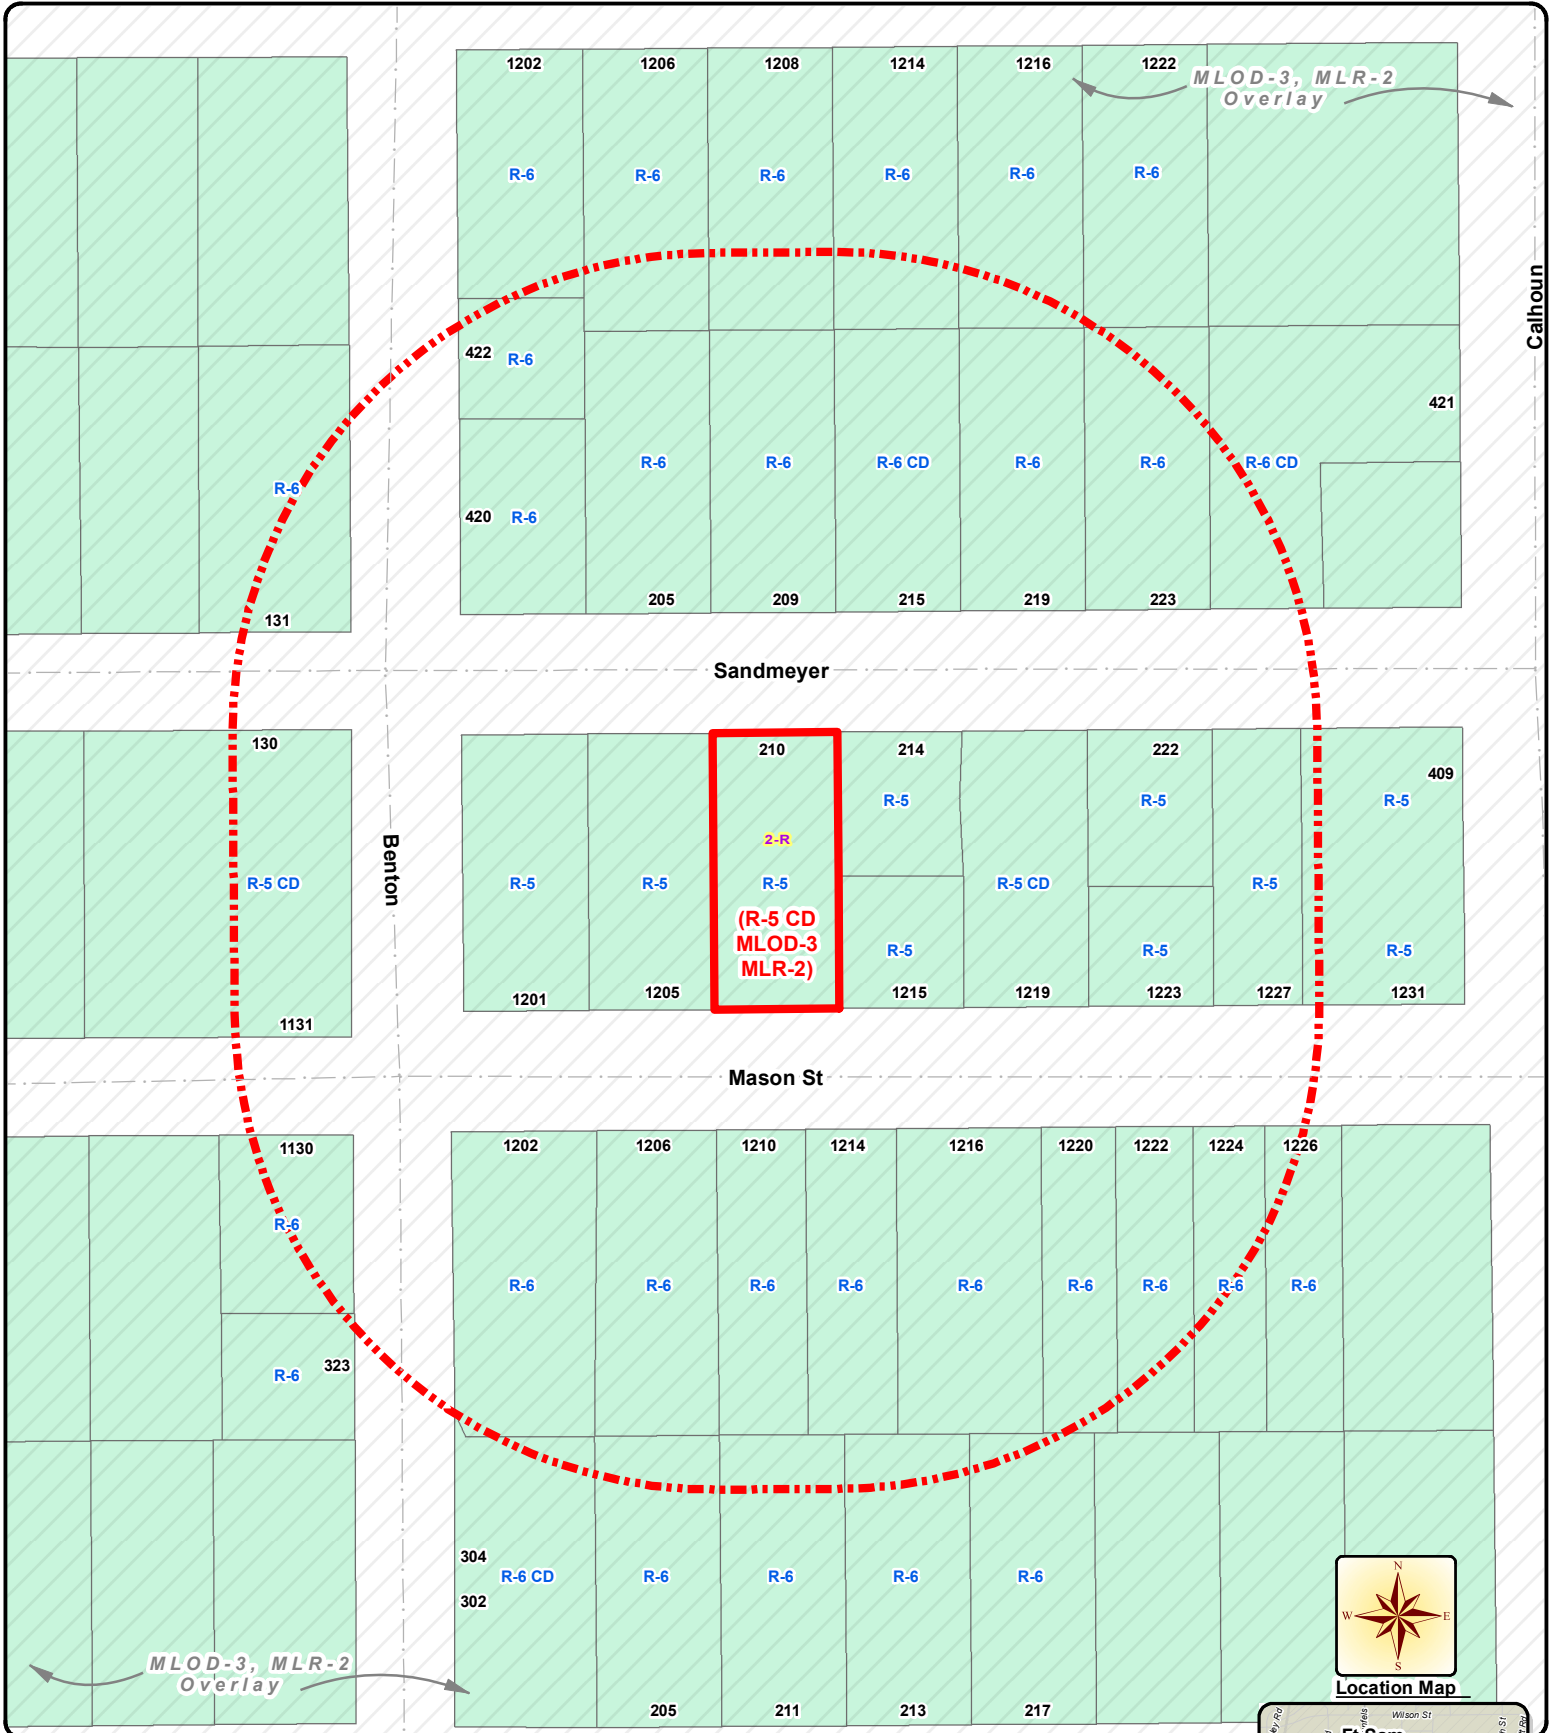 1202 1206 1208 1214 1216 1222
MLOD-3, MLR-2
Overlay
R-6 R-6 R-6 R-6 R-6 R-6
Calhoun
422 R-6
421
R-6 R-6 R-6 CD R-6 R-6 R-6 CD
R-6
420 R-6
205 209 215 219 223
131
Sandmeyer
130 210 214 222
409
R-5 R-5 R-5
2-R
Benton
R-5 CD R-5 R-5 R-5 R-5 CD R-5
(R-5 CD
MLOD-3
MLR-2)
R-5 R-5 R-5
1201 1205 1215 1219 1223 1227 1231
1131
Mason St
1130 1202 1206 1210 1214 1216 1220 1222 1224 1226
R-6
R-6 R-6 R-6 R-6 R-6 R-6 R-6 R-6 R-6
323
R-6
304
R-6 CD R-6 R-6 R-6 R-6
302
N
W E
S
MLOD-3, MLR-2
Overlay
Location Map
205 211 213 217
Wilson St